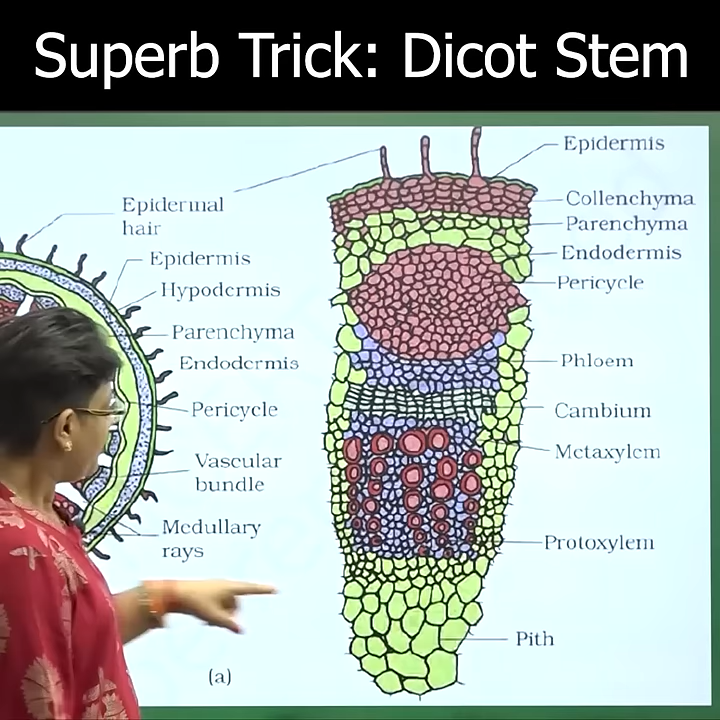 Superb Trick: Dicot Stem
Epidermal
hair
Epidermis
Hypodermis
Parenchyma
Endodermis
Pericycle
Vascular
bundle
Medullary
rays
(a)
Epidermis
Collenchyma
Parenchyma
Endodermis
Pericycle
Phloem
Cambium
Metaxylem
Protoxylem
Pith